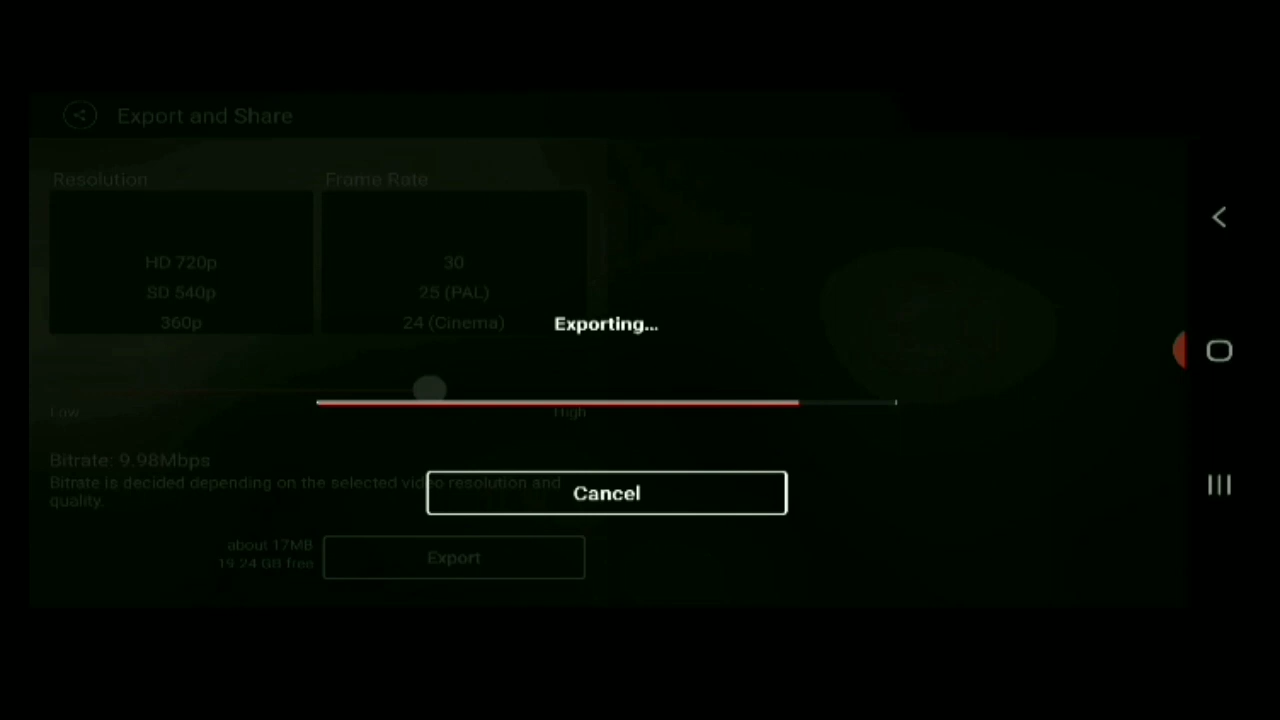 Export and Share
Resolution
Frame Rate
HD 720p
30
SD 540p
25 (PAL)
360p
24 (Cinema)
Exporting...
Low
High
Bitrate: 9.98Mbps
Bitrate is decided depending on the selected video resolution and
quality.
Cancel
about 17MB
19.24 GB free
Export